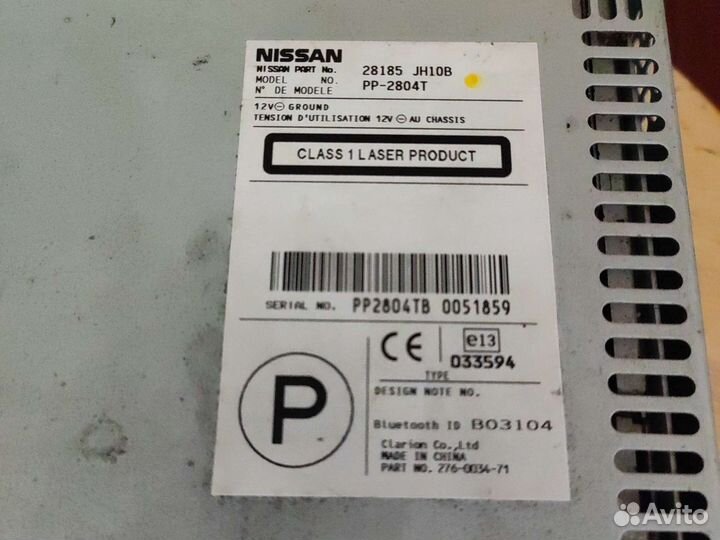 NISSAN
NISSAN PART No. 28185 JH10B
MODEL NO. PP-2804T
N° DE MODELE
12V⊖ GROUND
TENSION D'UTILISATION 12V ⊖ AU CHASSIS
CLASS 1 LASER PRODUCT
SERIAL NO. PP2804TB 0051859
CE e13
033594
TYPE
DESIGN NOTE NO.
P
Bluetooth ID B03104
Clarion Co.,Ltd
MADE IN CHINA
PART NO. 276-0034-71
Avito